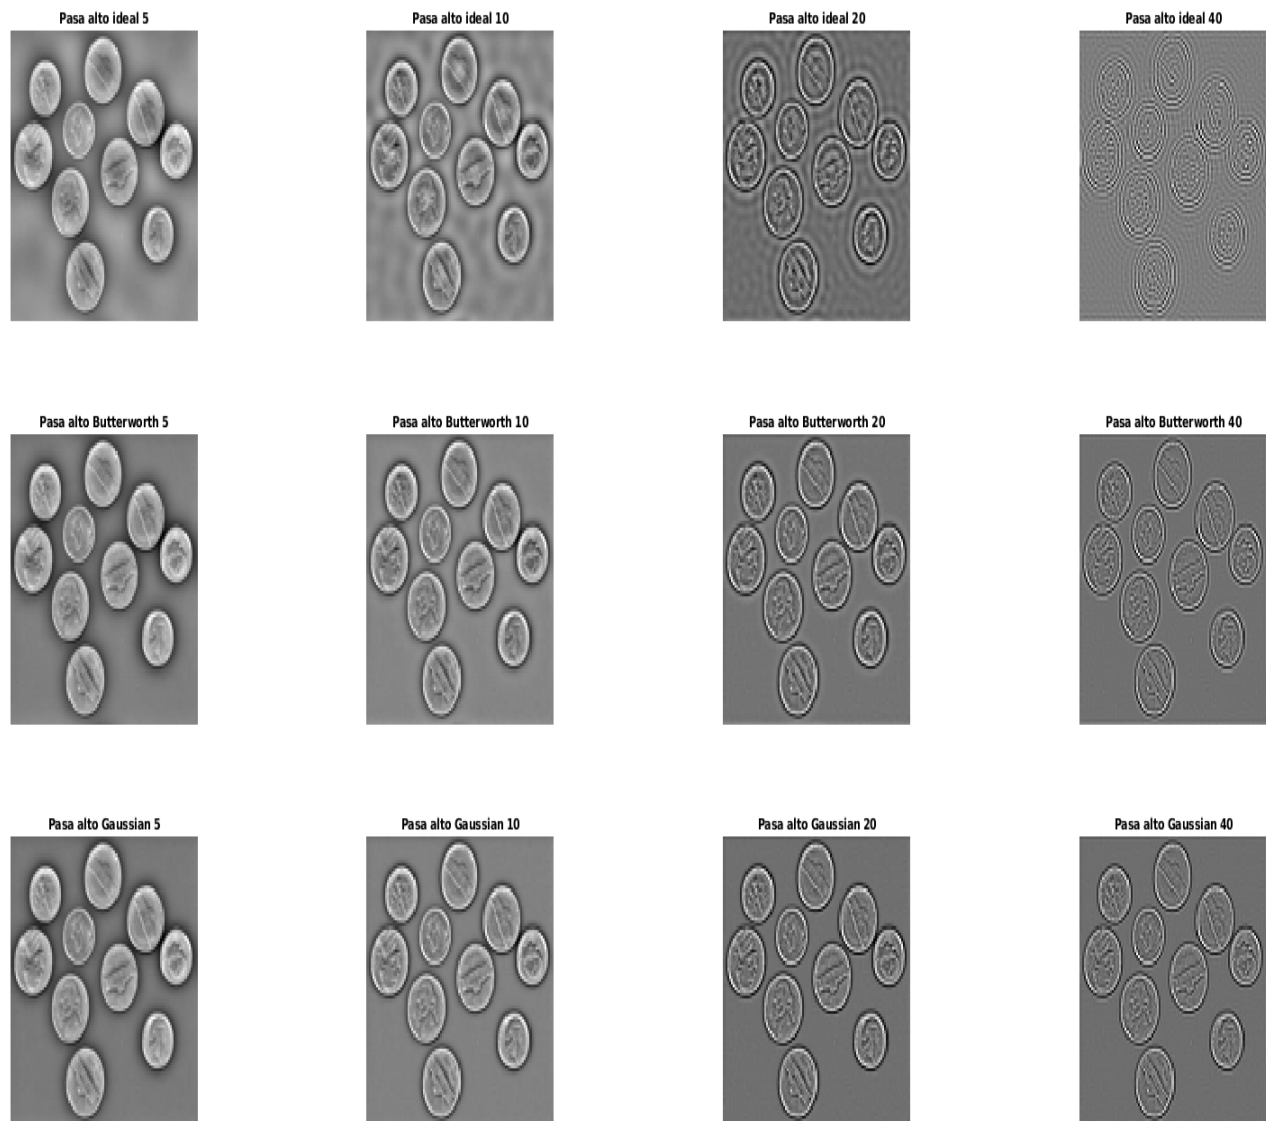 Pasa alto ideal 5
Pasa alto ideal 10
Pasa alto ideal 20
Pasa alto ideal 40
Pasa alto Butterworth 5
Pasa alto Butterworth 10
Pasa alto Butterworth 20
Pasa alto Butterworth 40
Pasa alto Gaussian 5
Pasa alto Gaussian 10
Pasa alto Gaussian 20
Pasa alto Gaussian 40